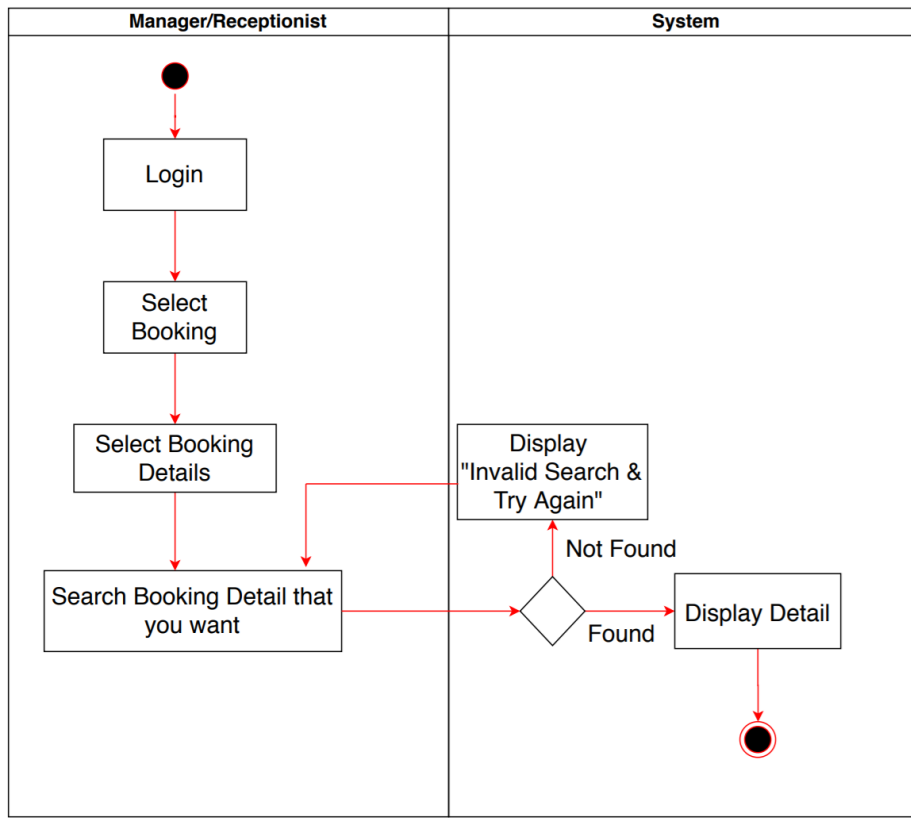 Manager/Receptionist
System
Login
Select
Booking
Select Booking
Details
Display
"Invalid Search &
Try Again"
Not Found
Search Booking Detail that
you want
Found
Display Detail